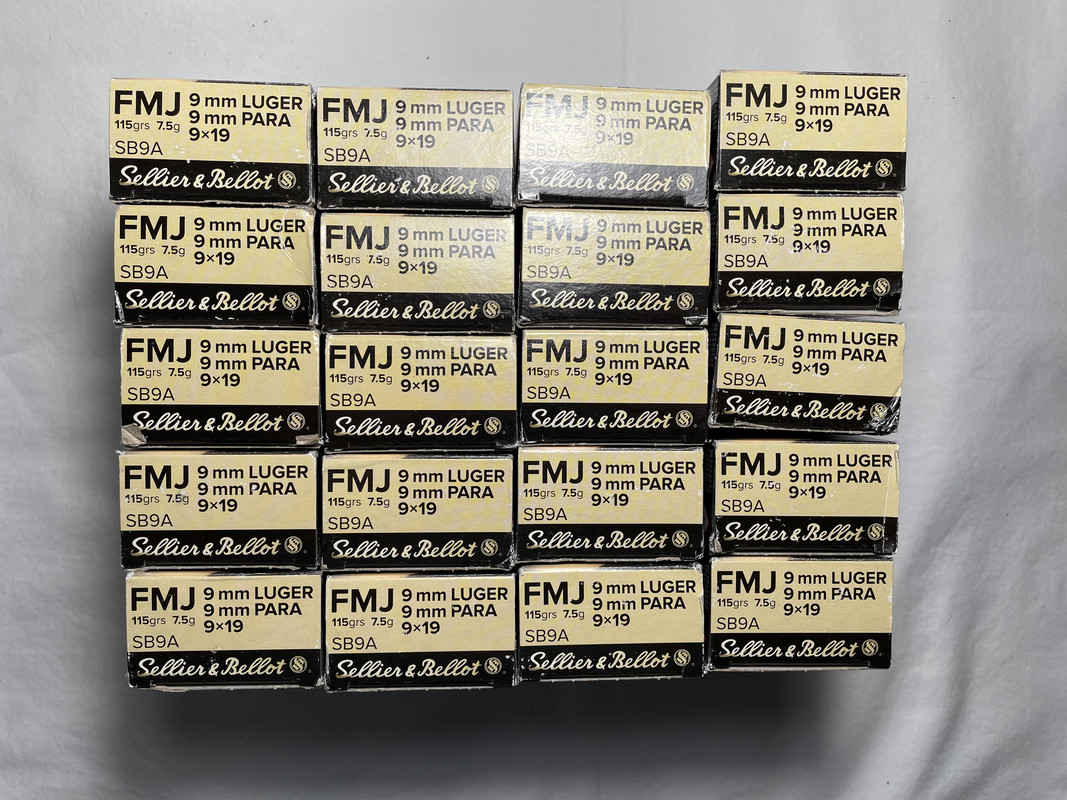 FMJ 9 mm LUGER
9 mm PARA
115grs 7.5g 9×19
SB9A
Sellier & Bellot
FMJ 9 mm LUGER
9 mm PARA
115grs 7.5g 9×19
SB9A
Sellier & Bellot
FMJ 9 mm LUGER
9 mm PARA
115grs 7.5g 9×19
SB9A
Sellier & Bellot
FMJ 9 mm LUGER
9 mm PARA
115grs 7.5g 9×19
SB9A
Sellier & Bellot
FMJ 9 mm LUGER
9 mm PARA
115grs 7.5g 9×19
SB9A
Sellier & Bellot
FMJ 9 mm LUGER
9 mm PARA
115grs 7.5g 9×19
SB9A
Sellier & Bellot
FMJ 9 mm LUGER
9 mm PARA
115grs 7.5g 9×19
SB9A
Sellier & Bellot
FMJ 9 mm LUGER
9 mm PARA
115grs 7.5g 9×19
SB9A
Sellier & Bellot
FMJ 9 mm LUGER
9 mm PARA
115grs 7.5g 9×19
SB9A
Sellier & Bellot
FMJ 9 mm LUGER
9 mm PARA
115grs 7.5g 9×19
SB9A
Sellier & Bellot
FMJ 9 mm LUGER
9 mm PARA
115grs 7.5g 9×19
SB9A
Sellier & Bellot
FMJ 9 mm LUGER
9 mm PARA
115grs 7.5g 9×19
SB9A
Sellier & Bellot
FMJ 9 mm LUGER
9 mm PARA
115grs 7.5g 9×19
SB9A
Sellier & Bellot
FMJ 9 mm LUGER
9 mm PARA
115grs 7.5g 9×19
SB9A
Sellier & Bellot
FMJ 9 mm LUGER
9 mm PARA
115grs 7.5g 9×19
SB9A
Sellier & Bellot
FMJ 9 mm LUGER
9 mm PARA
115grs 7.5g 9×19
SB9A
Sellier & Bellot
FMJ 9 mm LUGER
9 mm PARA
115grs 7.5g 9×19
SB9A
Sellier & Bellot
FMJ 9 mm LUGER
9 mm PARA
115grs 7.5g 9×19
SB9A
Sellier & Bellot
FMJ 9 mm LUGER
9 mm PARA
115grs 7.5g 9×19
SB9A
Sellier & Bellot
FMJ 9 mm LUGER
9 mm PARA
115grs 7.5g 9×19
SB9A
Sellier & Bellot